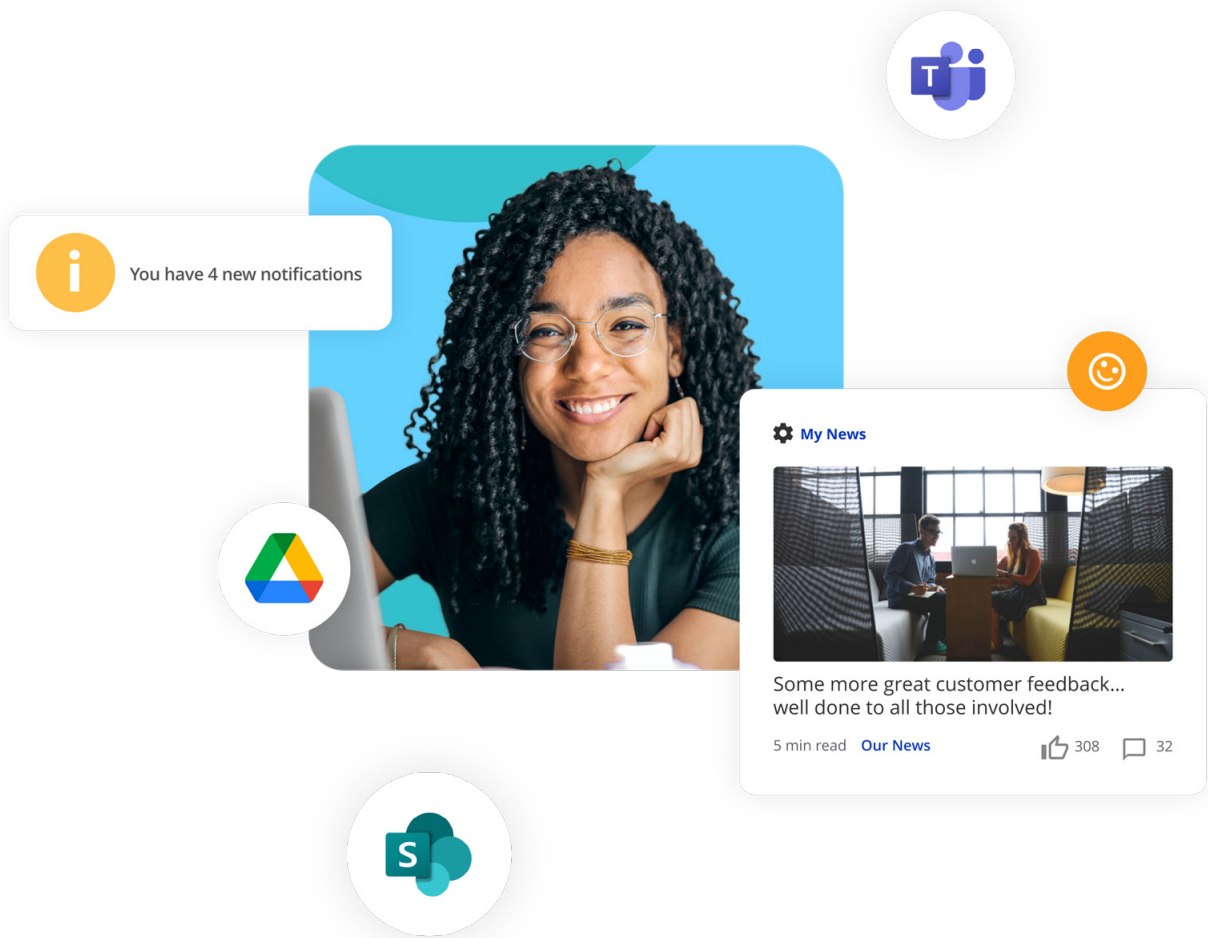 T
i You have 4 new notifications
My News
Some more great customer feedback...
well done to all those involved!
5 min read Our News 308 32
S